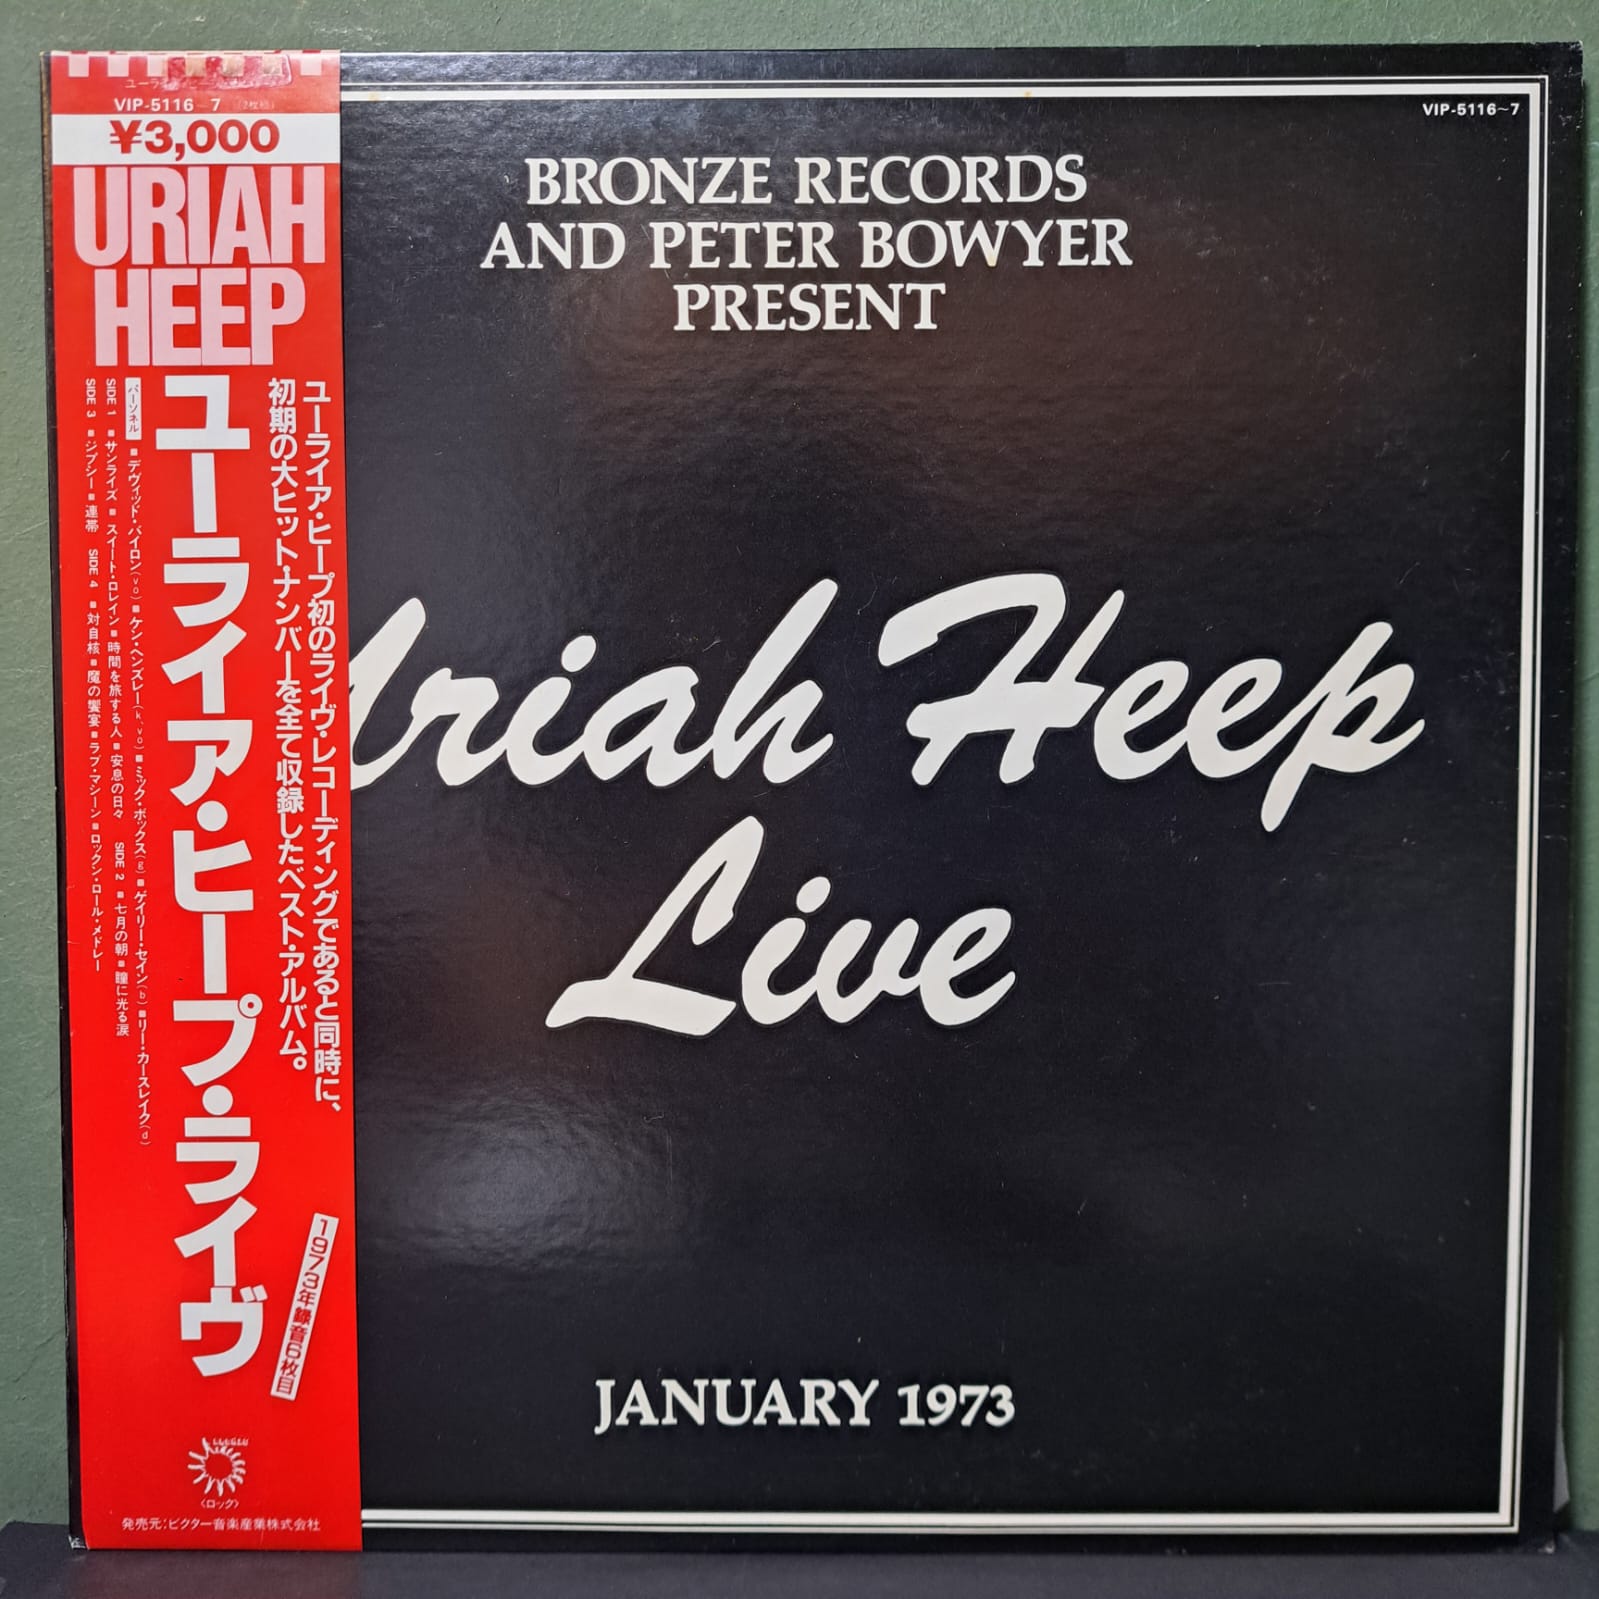 VIP-5116~7 (2枚組)
¥3,000
URIAH
HEEP
ユーライア・ヒープ初のライヴ・レコーディングであると同時に、
初期の大ヒット・ナンバーを全て収録したベスト・アルバム。
ユーライア・ヒープ・ライヴ
パーソネル ■デヴィッド・バイロン(vo) ■ケン・ヘンズレー(k、vo) ■ミック・ボックス(g) ■ゲイリー・セイン(b) ■リー・カースレイク(d)
SIDE 1 ■サンライズ ■スイート・ロレイン ■時間を旅する人 ■安息の日々 SIDE 2 ■七月の朝 ■瞳に光る涙
SIDE 3 ■ジプシー ■連帯 SIDE 4 ■対自核 ■魔の饗宴 ■ラブ・マシーン ■ロックン・ロール・メドレー
1973年録音6枚目
BRONZE
〈ロック〉
発売元:ビクター音楽産業株式会社
VIP-5116~7
BRONZE RECORDS
AND PETER BOWYER
PRESENT
Uriah Heep
Live
JANUARY 1973